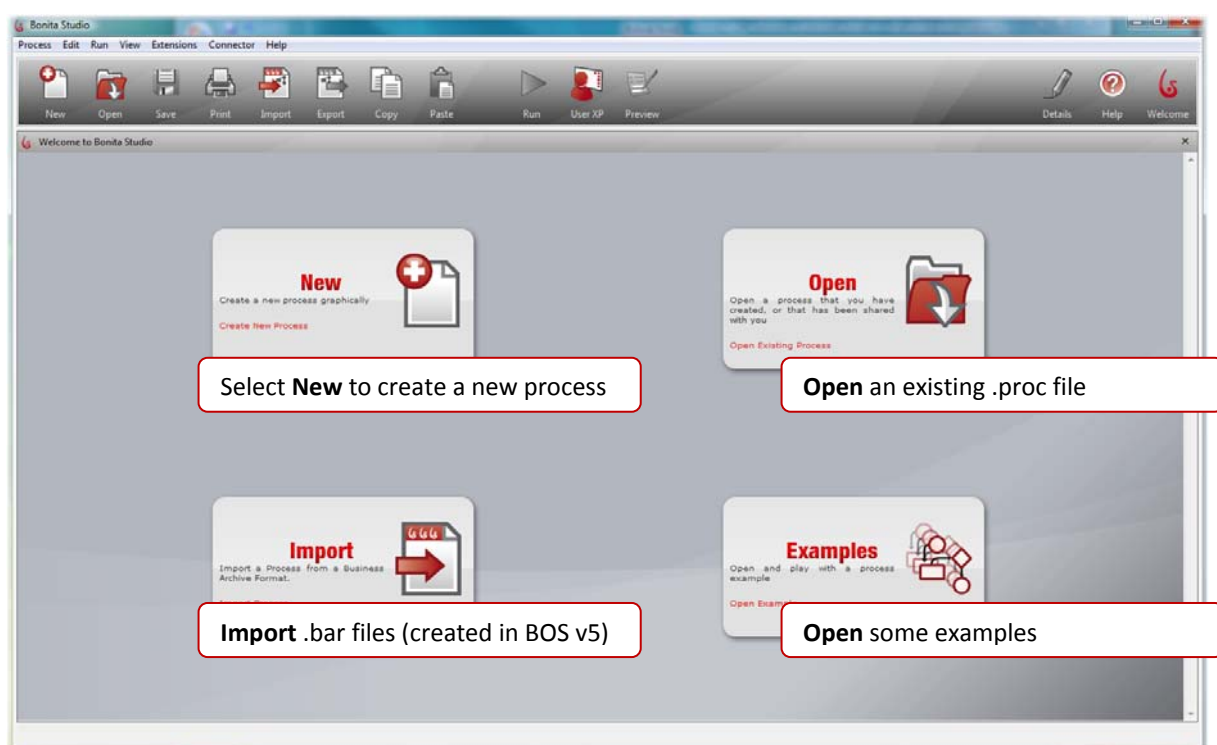 Bonita Studio
Process Edit Run View Extensions Connector Help
New Open Save Print Import Export Copy Paste Run User XP Preview Details Help Welcome
Welcome to Bonita Studio
New
Create a new process graphically
Create New Process
Select New to create a new process
Open
Open a process that you have
created, or that has been shared
with you
Open Existing Process
Open an existing .proc file
Import
Import a Process from a Business
Archive Format.
Import .bar files (created in BOS v5)
Examples
Open and play with a process
example
Open Exam
Open some examples